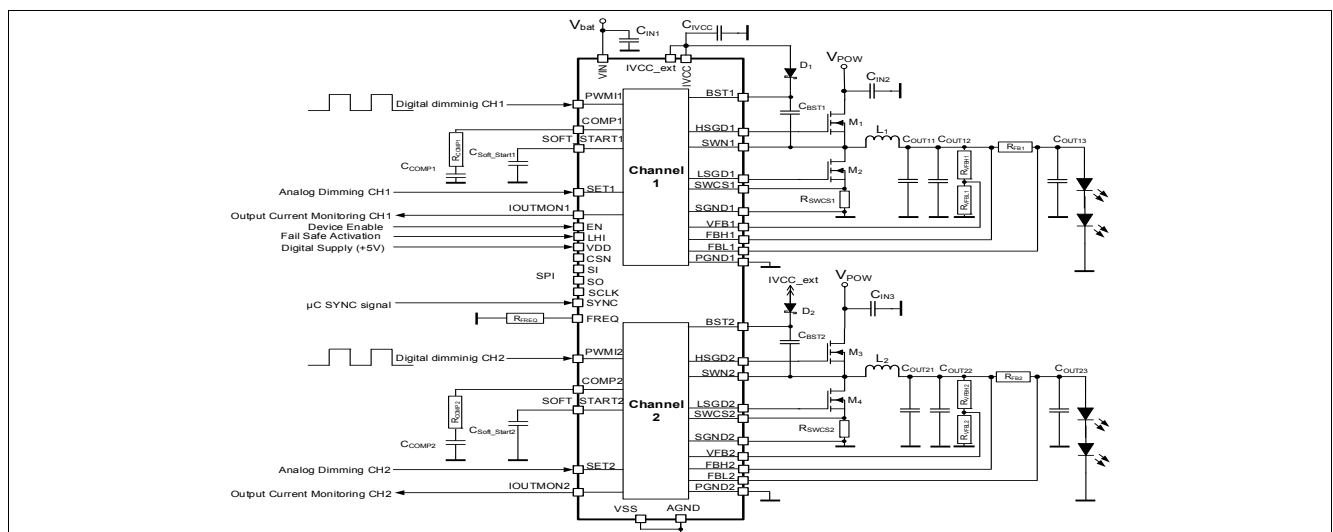 Vbat
CIN1
CIVCC
VIN
IVCC_ext
IVCC
D1
VPOW
CIN2
Digital dimminig CH1
PWMI1
BST1
CBST1
M1
COMP1
HSGD1
L1
RCOMP1
CCOMP1
SOFT_START1
CSoft_Start1
SWN1
COUT11
COUT12
RFB1
COUT13
Channel
1
M2
RVFBH1
LSGD1
SWCS1
RVFBL1
Analog Dimming CH1
SET1
RSWCS1
Output Current Monitoring CH1
IOUTMON1
SGND1
Device Enable
EN
VFB1
Fail Safe Activation
LHI
FBH1
Digital Supply (+5V)
VDD
FBL1
CSN
PGND1
SPI
SI
SO
SCLK
IVCC_ext
VPOW
µC SYNC signal
SYNC
D2
CIN3
RFREQ
FREQ
BST2
CBST2
Digital dimminig CH2
PWMI2
HSGD2
M3
COMP2
SWN2
L2
RCOMP2
CCOMP2
SOFT_START2
CSoft_Start2
COUT21
COUT22
RFB2
COUT23
Channel
2
LSGD2
M4
RVFBH2
SWCS2
RVFBL2
RSWCS2
SGND2
VFB2
Analog Dimming CH2
SET2
FBH2
FBL2
Output Current Monitoring CH2
IOUTMON2
PGND2
VSS
AGND